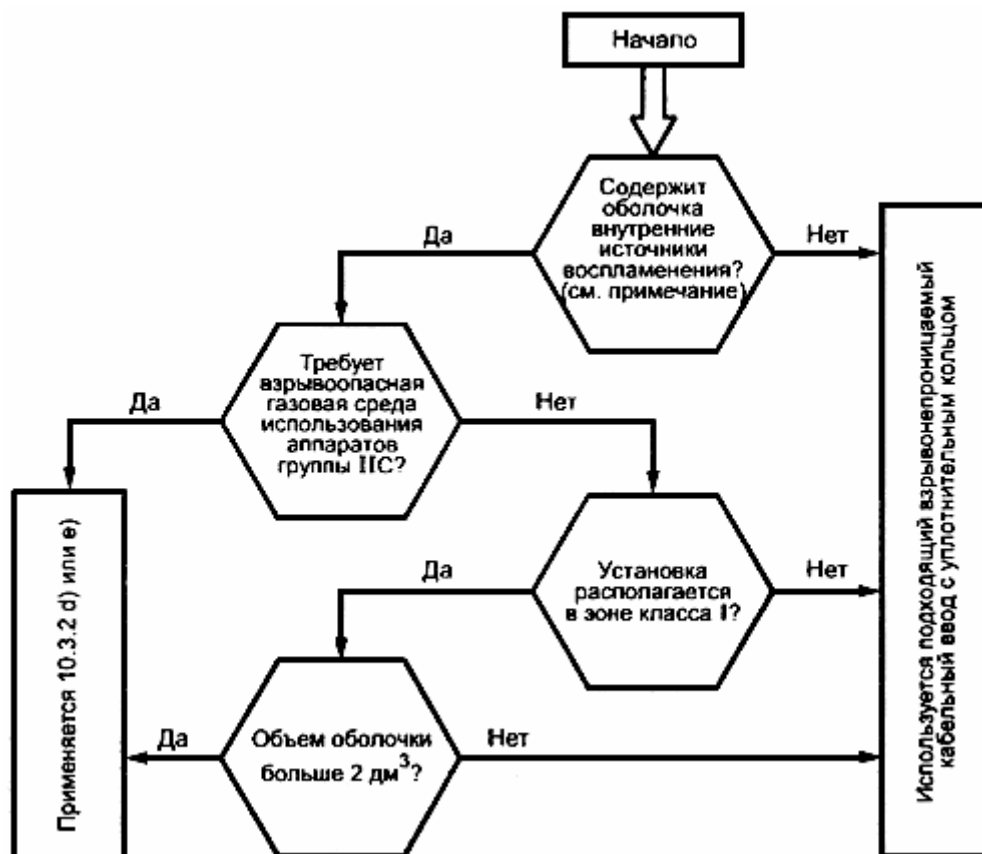 Начало
Содержит
оболочка
внутренние
источники
воспламенения?
(см. примечание)
Да
Нет
Требует
взрывоопасная
газовая среда
использования
аппаратов
группы IIC?
Да
Нет
Установка
располагается
в зоне класса I?
Да
Нет
Объем оболочки
больше 2 дм³?
Да
Нет
Применяется 10.3.2 d) или e)
Используется подходящий взрывонепроницаемый
кабельный ввод с уплотнительным кольцом